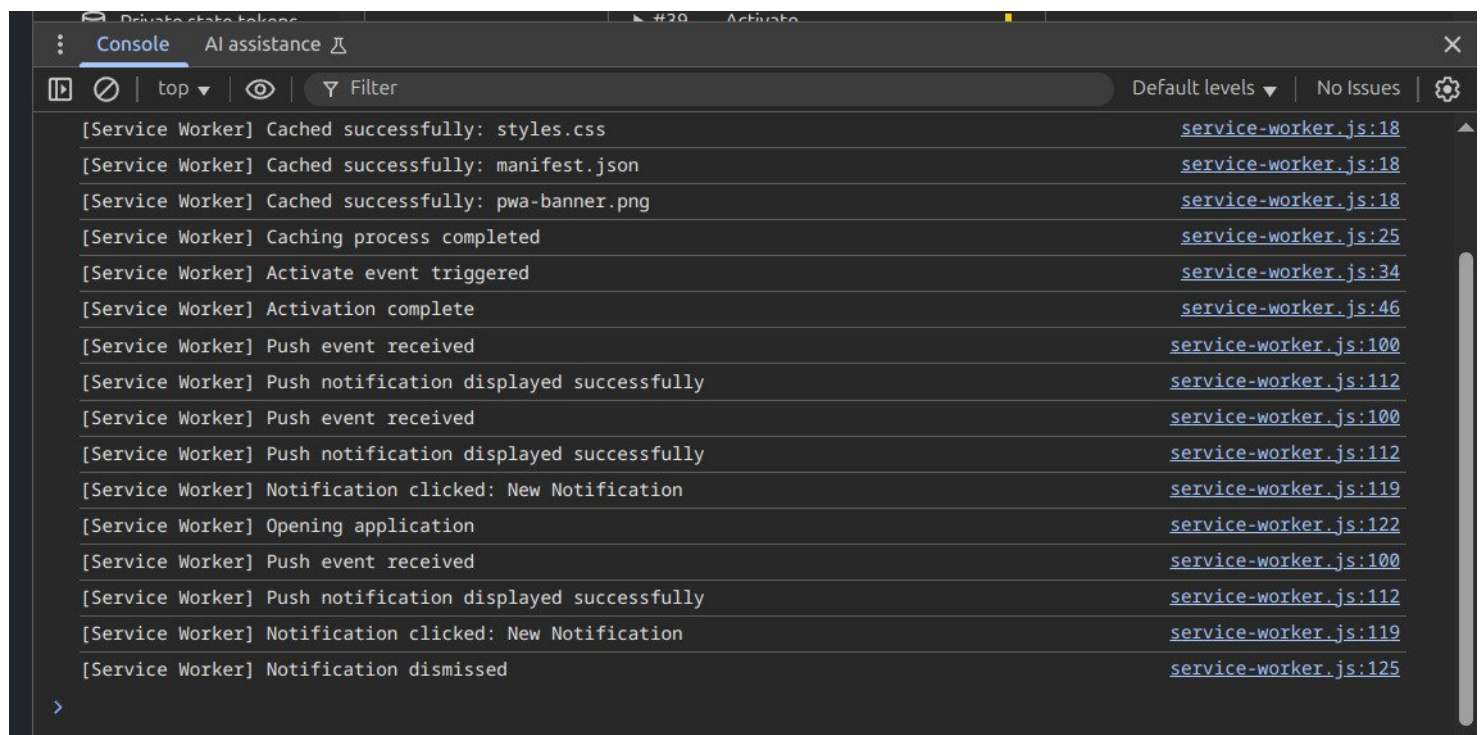 Private state tokens
▶ #39 Activate
Console AI assistance
top ▼ Filter Default levels ▼ No Issues
[Service Worker] Cached successfully: styles.css service-worker.js:18
[Service Worker] Cached successfully: manifest.json service-worker.js:18
[Service Worker] Cached successfully: pwa-banner.png service-worker.js:18
[Service Worker] Caching process completed service-worker.js:25
[Service Worker] Activate event triggered service-worker.js:34
[Service Worker] Activation complete service-worker.js:46
[Service Worker] Push event received service-worker.js:100
[Service Worker] Push notification displayed successfully service-worker.js:112
[Service Worker] Push event received service-worker.js:100
[Service Worker] Push notification displayed successfully service-worker.js:112
[Service Worker] Notification clicked: New Notification service-worker.js:119
[Service Worker] Opening application service-worker.js:122
[Service Worker] Push event received service-worker.js:100
[Service Worker] Push notification displayed successfully service-worker.js:112
[Service Worker] Notification clicked: New Notification service-worker.js:119
[Service Worker] Notification dismissed service-worker.js:125